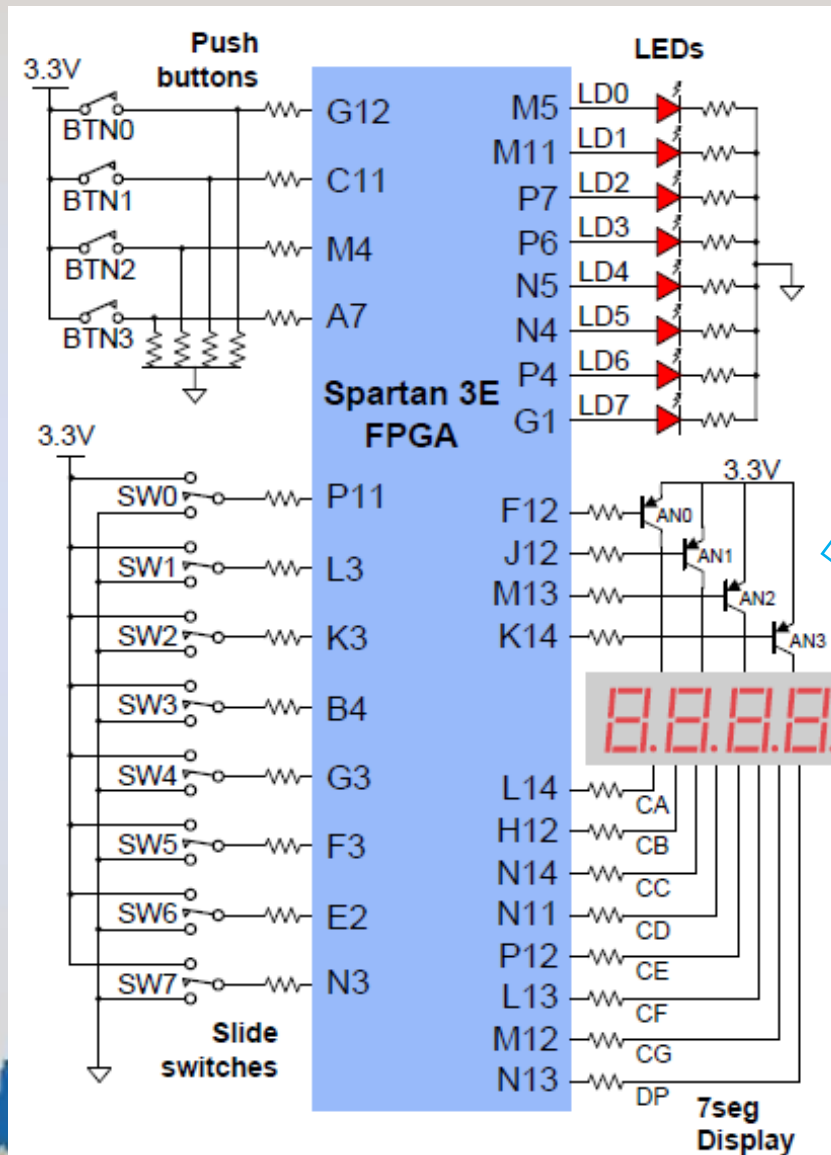 Push
buttons
3.3V
BTN0
BTN1
BTN2
BTN3
G12
C11
M4
A7
LEDs
M5 LD0
M11 LD1
P7 LD2
P6 LD3
N5 LD4
N4 LD5
P4 LD6
G1 LD7
Spartan 3E
FPGA
3.3V
SW0
SW1
SW2
SW3
SW4
SW5
SW6
SW7
P11
L3
K3
B4
G3
F3
E2
N3
Slide
switches
3.3V
F12 AN0
J12 AN1
M13 AN2
K14 AN3
8.8.8.8.
L14 CA
H12 CB
N14 CC
N11 CD
P12 CE
L13 CF
M12 CG
N13 DP
7seg
Display